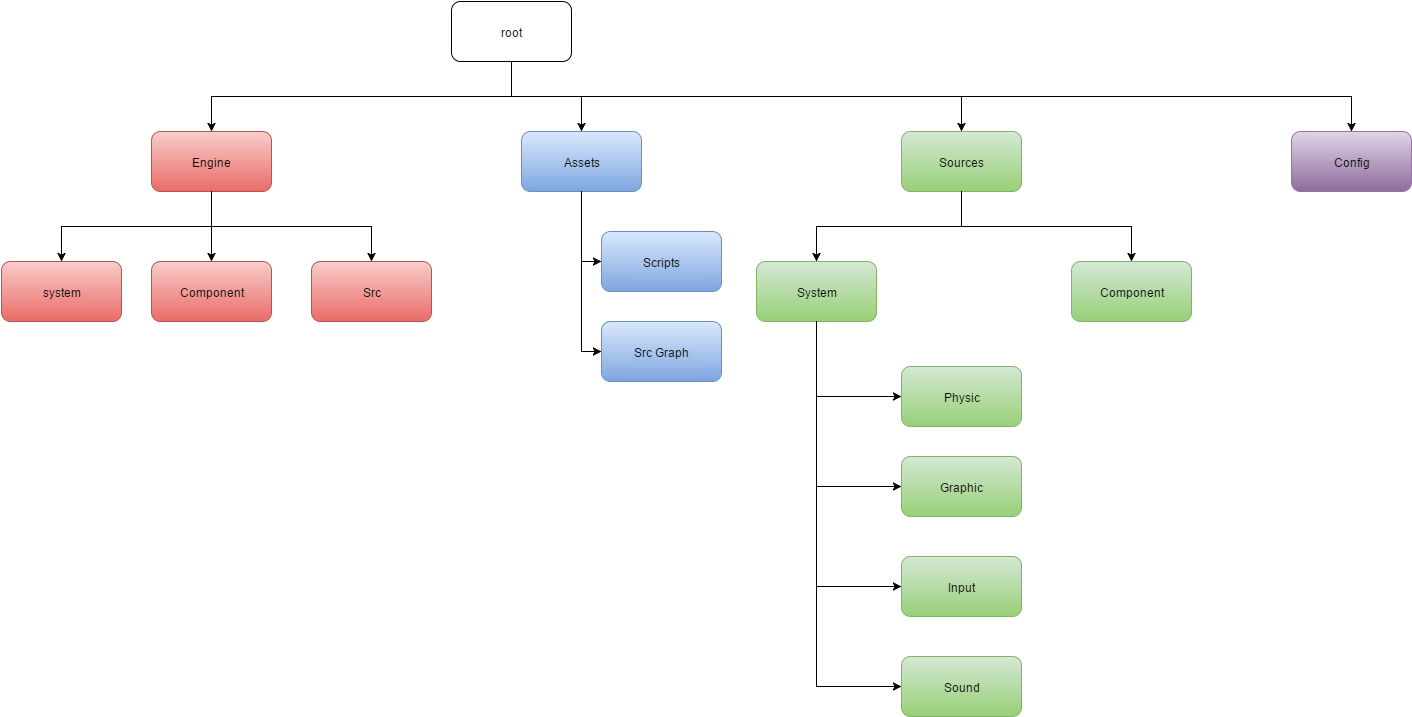 root
Engine
Assets
Sources
Config
system
Component
Src
Scripts
Src Graph
System
Component
Physic
Graphic
Input
Sound